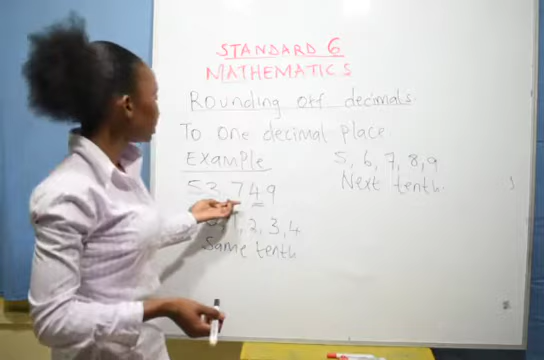 STANDARD 6
MATHEMATICS
Rounding off decimals
To one decimal place
Example
53.749
0, 1, 2, 3, 4
Same tenth
5, 6, 7, 8, 9
Next tenth.